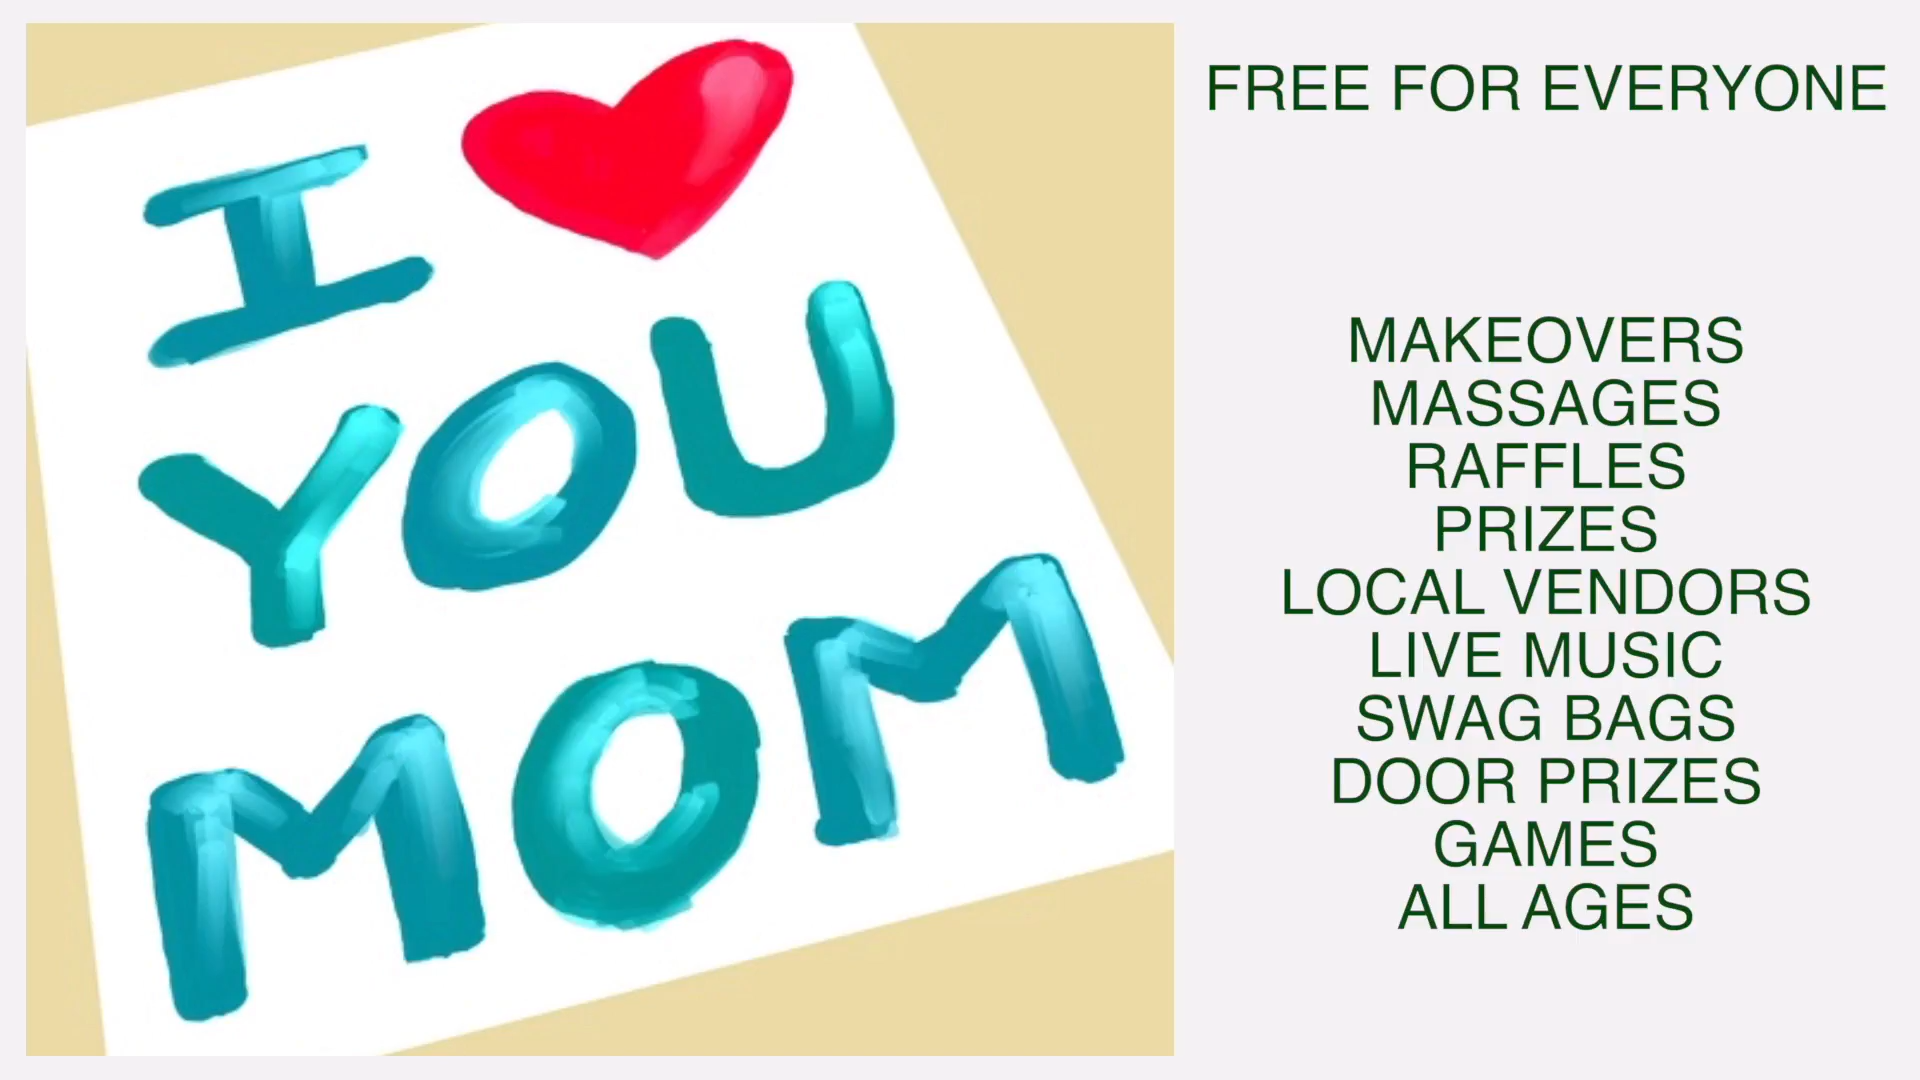 I
YOU
MOM
FREE FOR EVERYONE
MAKEOVERS
MASSAGES
RAFFLES
PRIZES
LOCAL VENDORS
LIVE MUSIC
SWAG BAGS
DOOR PRIZES
GAMES
ALL AGES